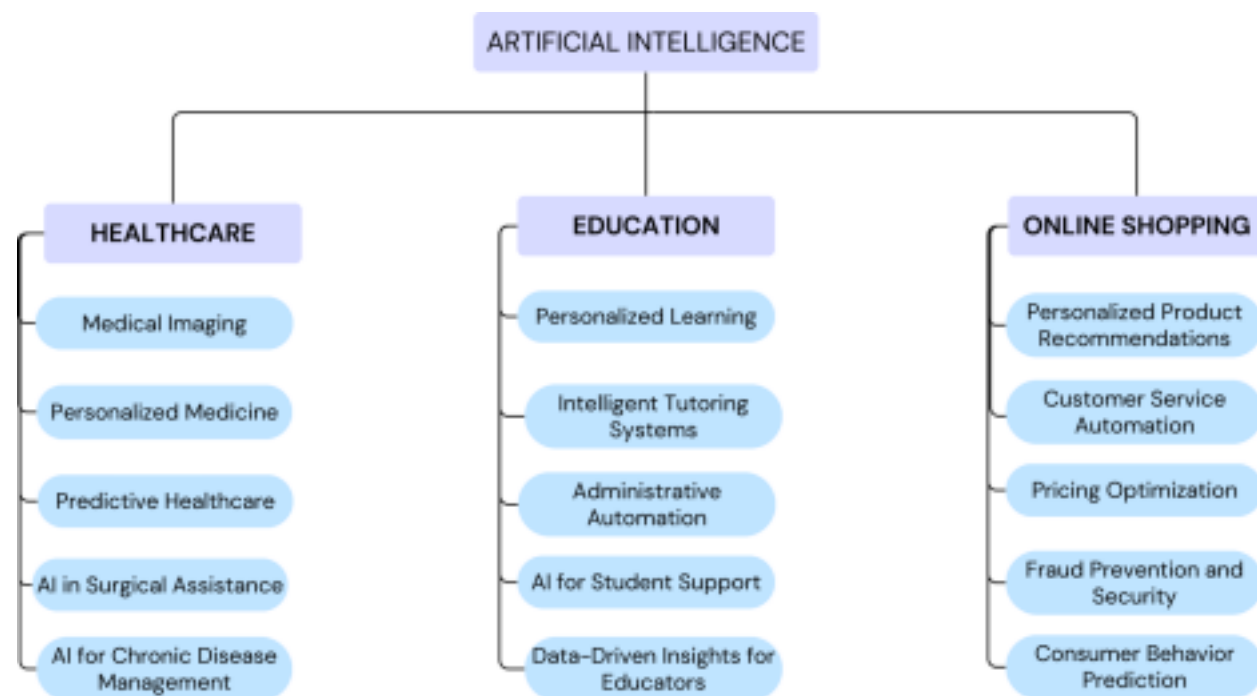 ARTIFICIAL INTELLIGENCE
HEALTHCARE
Medical Imaging
Personalized Medicine
Predictive Healthcare
AI in Surgical Assistance
AI for Chronic Disease
Management
EDUCATION
Personalized Learning
Intelligent Tutoring
Systems
Administrative
Automation
AI for Student Support
Data-Driven Insights for
Educators
ONLINE SHOPPING
Personalized Product
Recommendations
Customer Service
Automation
Pricing Optimization
Fraud Prevention and
Security
Consumer Behavior
Prediction